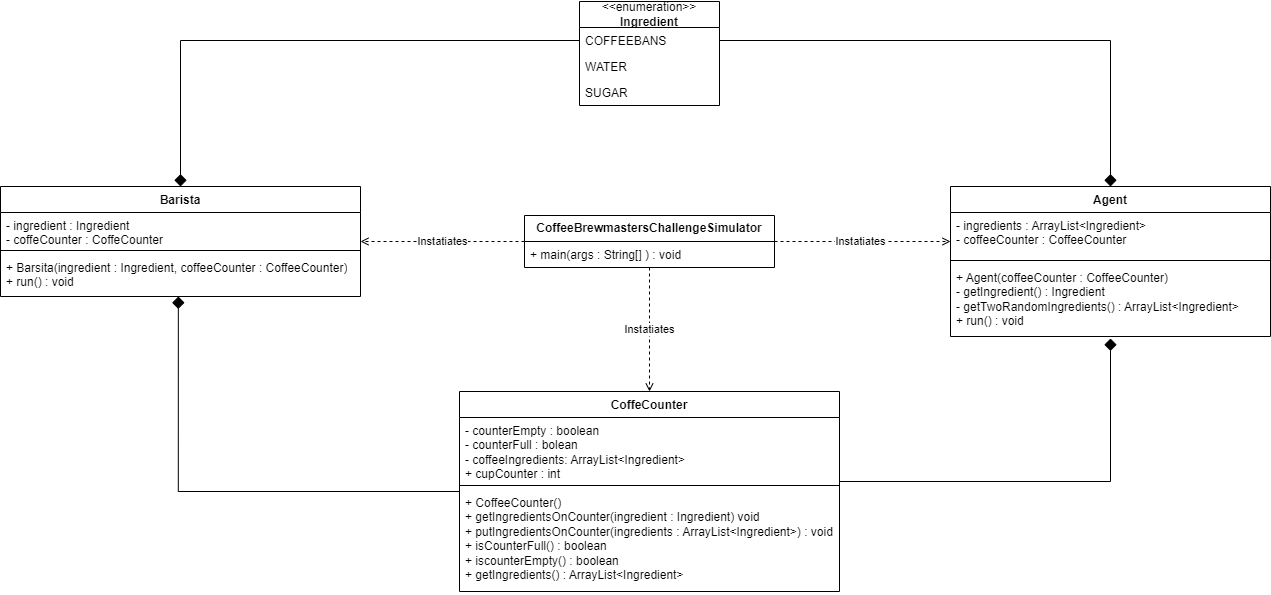 <<enumeration>>
Ingredient
COFFEEBANS
WATER
SUGAR
Barista
- ingredient : Ingredient
- coffeCounter : CoffeCounter
+ Barsita(ingredient : Ingredient, coffeeCounter : CoffeeCounter)
+ run() : void
CoffeeBrewmastersChallengeSimulator
+ main(args : String[] ) : void
Instatiates
Instatiates
Instatiates
Agent
- ingredients : ArrayList<Ingredient>
- coffeeCounter : CoffeeCounter
+ Agent(coffeeCounter : CoffeeCounter)
- getIngredient() : Ingredient
- getTwoRandomIngredients() : ArrayList<Ingredient>
+ run() : void
CoffeCounter
- counterEmpty : boolean
- counterFull : bolean
- coffeeIngredients: ArrayList<Ingredient>
+ cupCounter : int
+ CoffeeCounter()
+ getIngredientsOnCounter(ingredient : Ingredient) void
+ putIngredientsOnCounter(ingredients : ArrayList<Ingredient>) : void
+ isCounterFull() : boolean
+ iscounterEmpty() : boolean
+ getIngredients() : ArrayList<Ingredient>